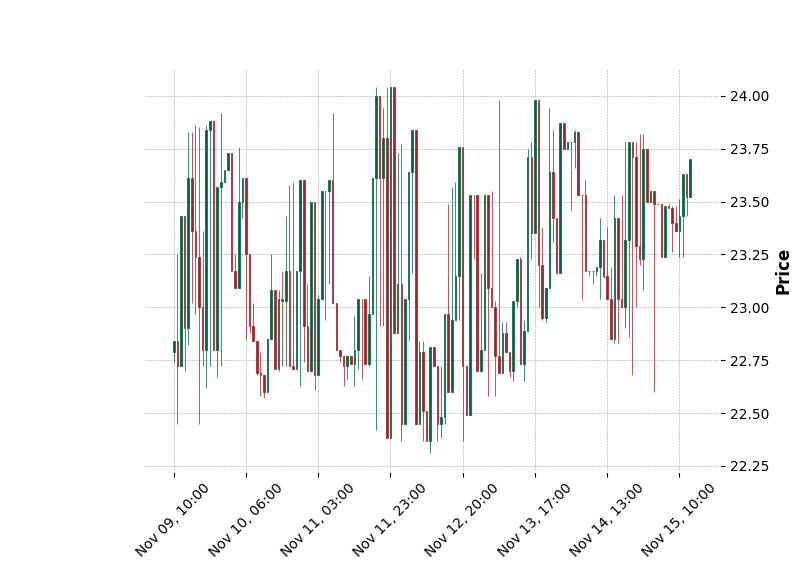 24.00
23.75
23.50
23.25
23.00
22.75
22.50
22.25
Price
Nov 09, 10:00
Nov 10, 06:00
Nov 11, 03:00
Nov 11, 23:00
Nov 12, 20:00
Nov 13, 17:00
Nov 14, 13:00
Nov 15, 10:00